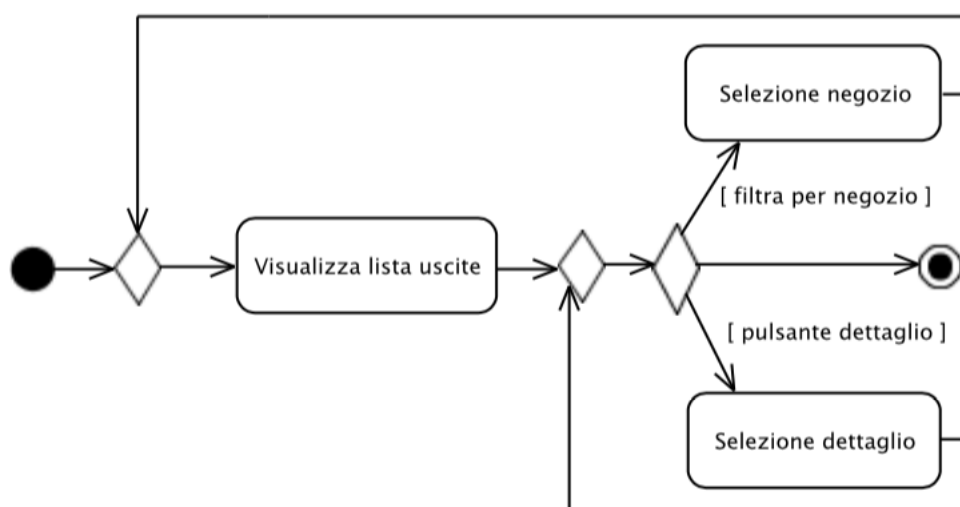 Selezione negozio
[ filtra per negozio ]
Visualizza lista uscite
[ pulsante dettaglio ]
Selezione dettaglio